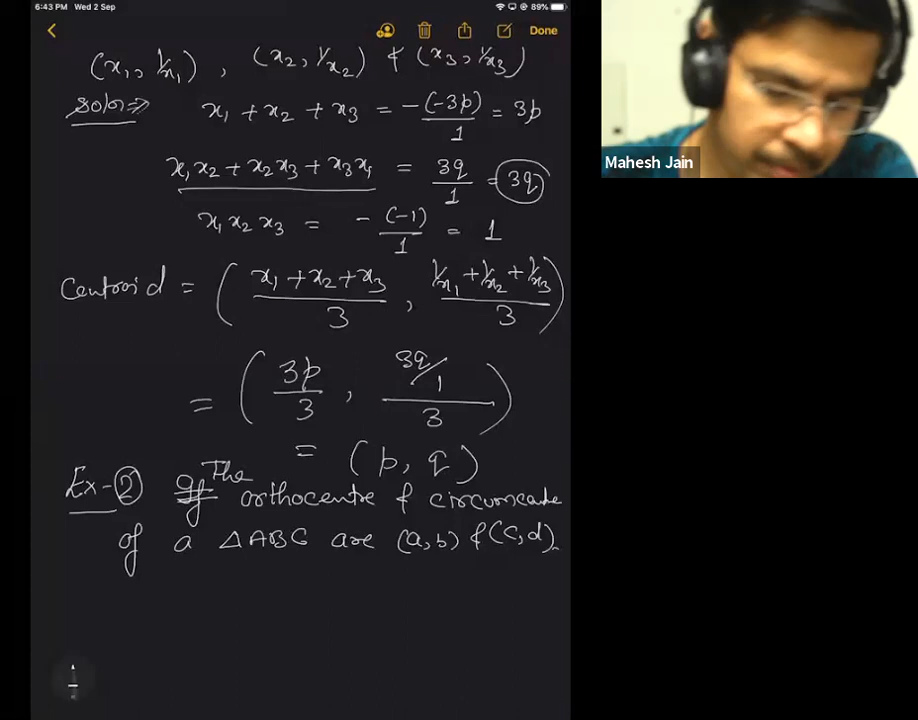 6:43 PM Wed 2 Sep
89%
Done
(x₁, 1/x₁) , (x₂, 1/x₂) & (x₃, 1/x₃)
Mahesh Jain
Soln⇒ x₁ + x₂ + x₃ = -(-3p)/1 = 3p
x₁x₂ + x₂x₃ + x₃x₁ = 3q/1 = 3q
x₁x₂x₃ = -(-1)/1 = 1
Centroid = ( (x₁+x₂+x₃)/3 , (1/x₁+1/x₂+1/x₃)/3 )
= ( 3p/3 , (3q/1)/3 )
= (p, q)
Ex-② The
orthocentre & circumcentre
of a △ABC are (a,b) & (c,d).